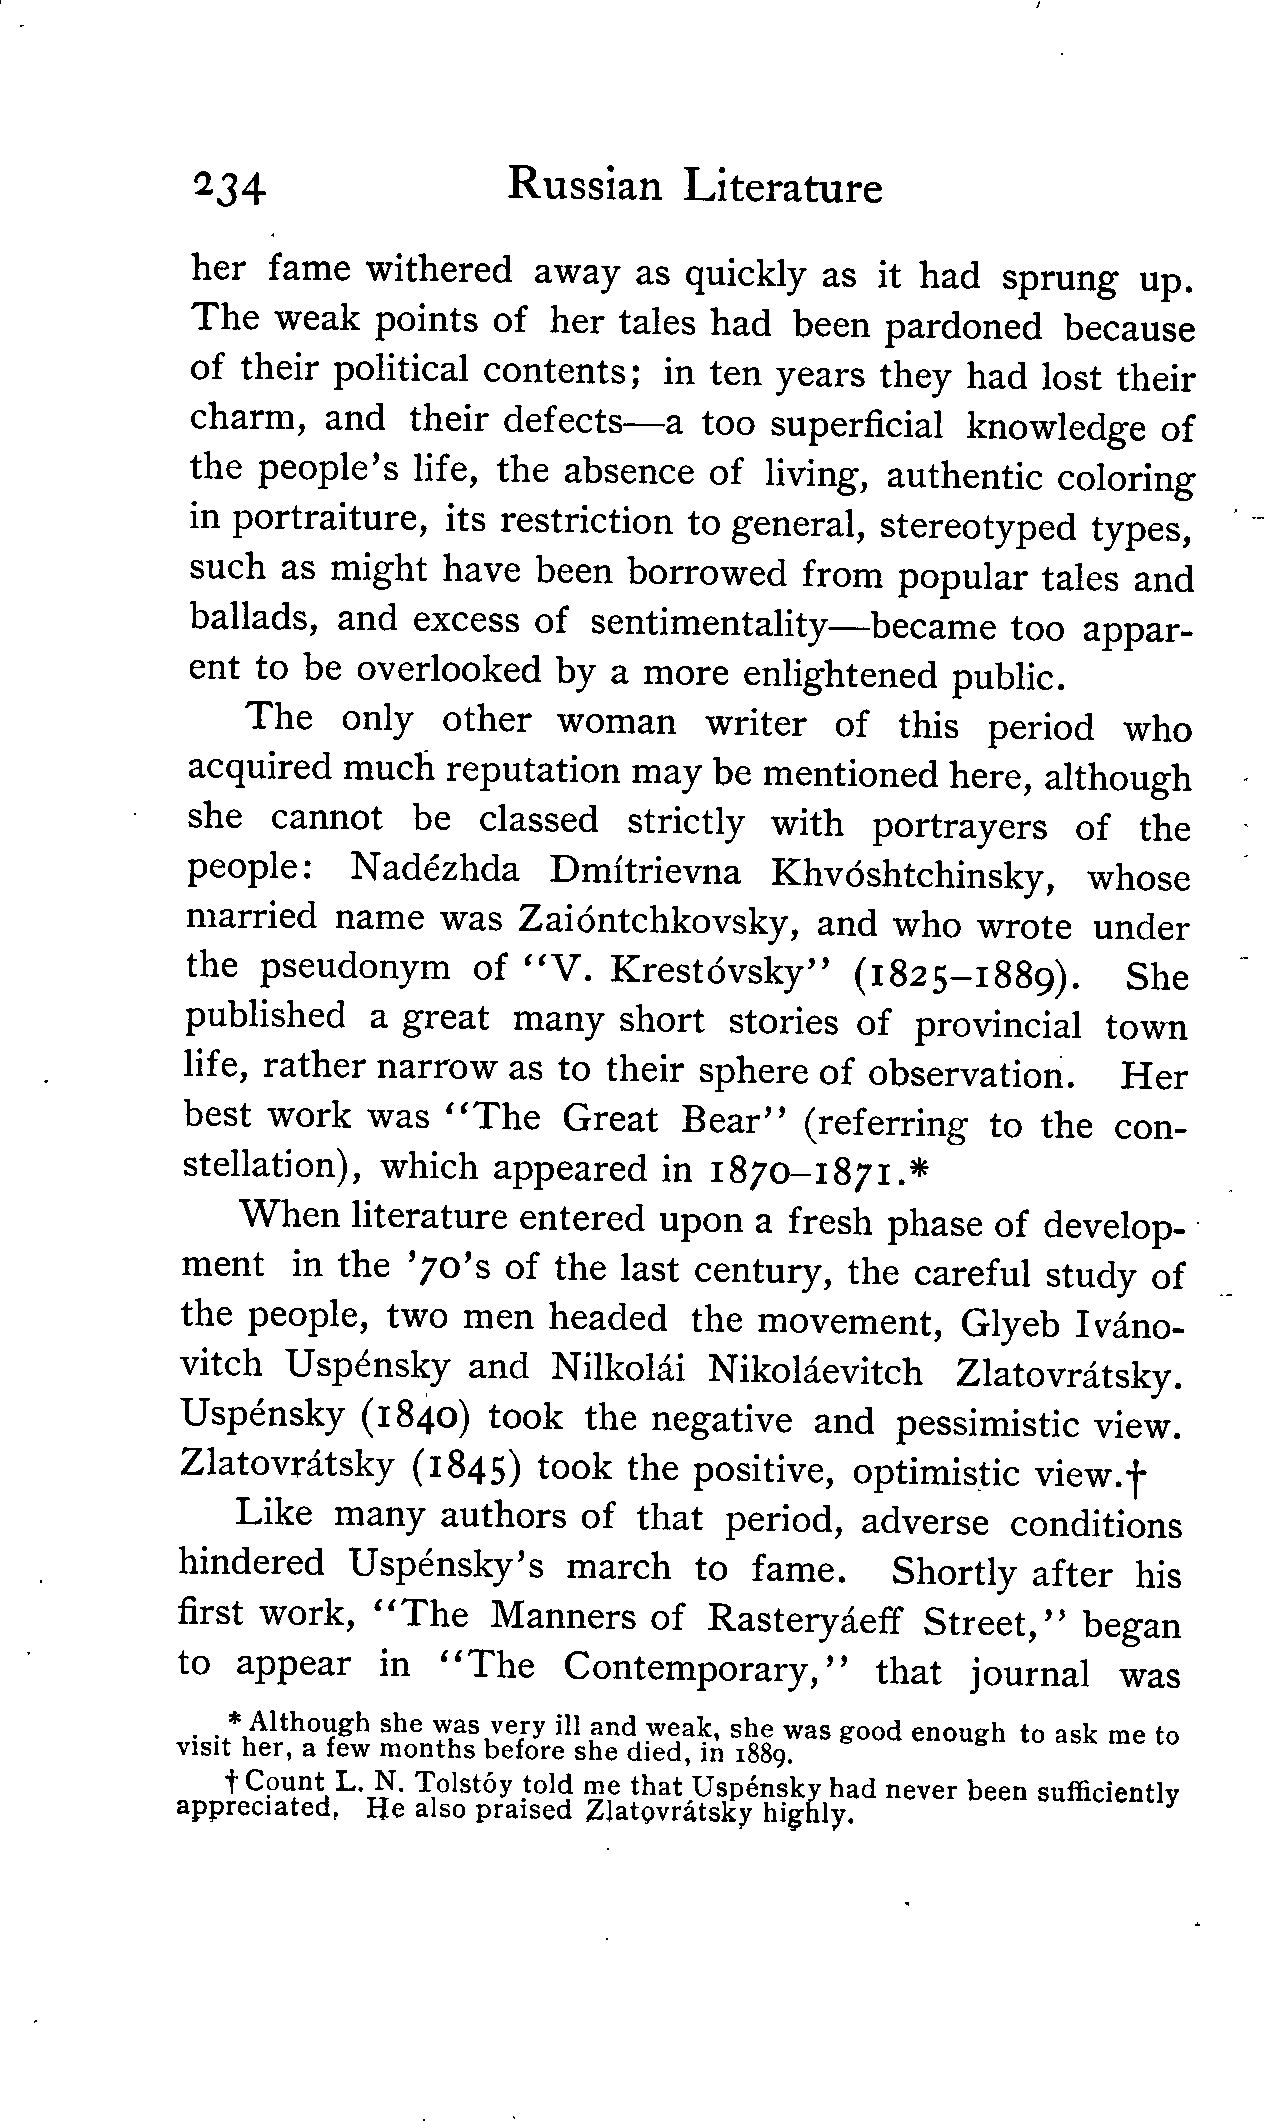 234 Russian Literature
her fame withered away as quickly as it had sprung up.
The weak points of her tales had been pardoned because
of their political contents; in ten years they had lost their
charm, and their defects—a too superficial knowledge of
the people's life, the absence of living, authentic coloring
in portraiture, its restriction to general, stereotyped types,
such as might have been borrowed from popular tales and
ballads, and excess of sentimentality—became too appar-
ent to be overlooked by a more enlightened public.
The only other woman writer of this period who
acquired much reputation may be mentioned here, although
she cannot be classed strictly with portrayers of the
people: Nadézhda Dmítrievna Khvóshtchinsky, whose
married name was Zaióntchkovsky, and who wrote under
the pseudonym of "V. Krestóvsky" (1825–1889). She
published a great many short stories of provincial town
life, rather narrow as to their sphere of observation. Her
best work was "The Great Bear" (referring to the con-
stellation), which appeared in 1870–1871.*
When literature entered upon a fresh phase of develop-
ment in the '70's of the last century, the careful study of
the people, two men headed the movement, Glyeb Iváno-
vitch Uspénsky and Nilkolái Nikoláevitch Zlatovrátsky.
Uspénsky (1840) took the negative and pessimistic view.
Zlatovrátsky (1845) took the positive, optimistic view.†
Like many authors of that period, adverse conditions
hindered Uspénsky's march to fame. Shortly after his
first work, "The Manners of Rasteryáeff Street," began
to appear in "The Contemporary," that journal was
* Although she was very ill and weak, she was good enough to ask me to
visit her, a few months before she died, in 1889.
† Count L. N. Tolstóy told me that Uspénsky had never been sufficiently
appreciated, He also praised Zlatovrátsky highly.